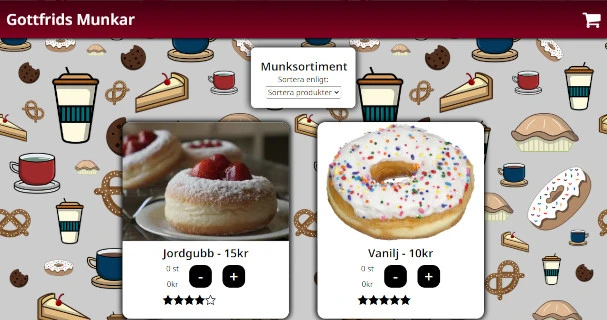 Gottfrids Munkar
Munksortiment
Sortera enligt:
Sortera produkter
Jordgubb - 15kr
0 st
0kr
-
+
Vanilj - 10kr
0 st
0kr
-
+